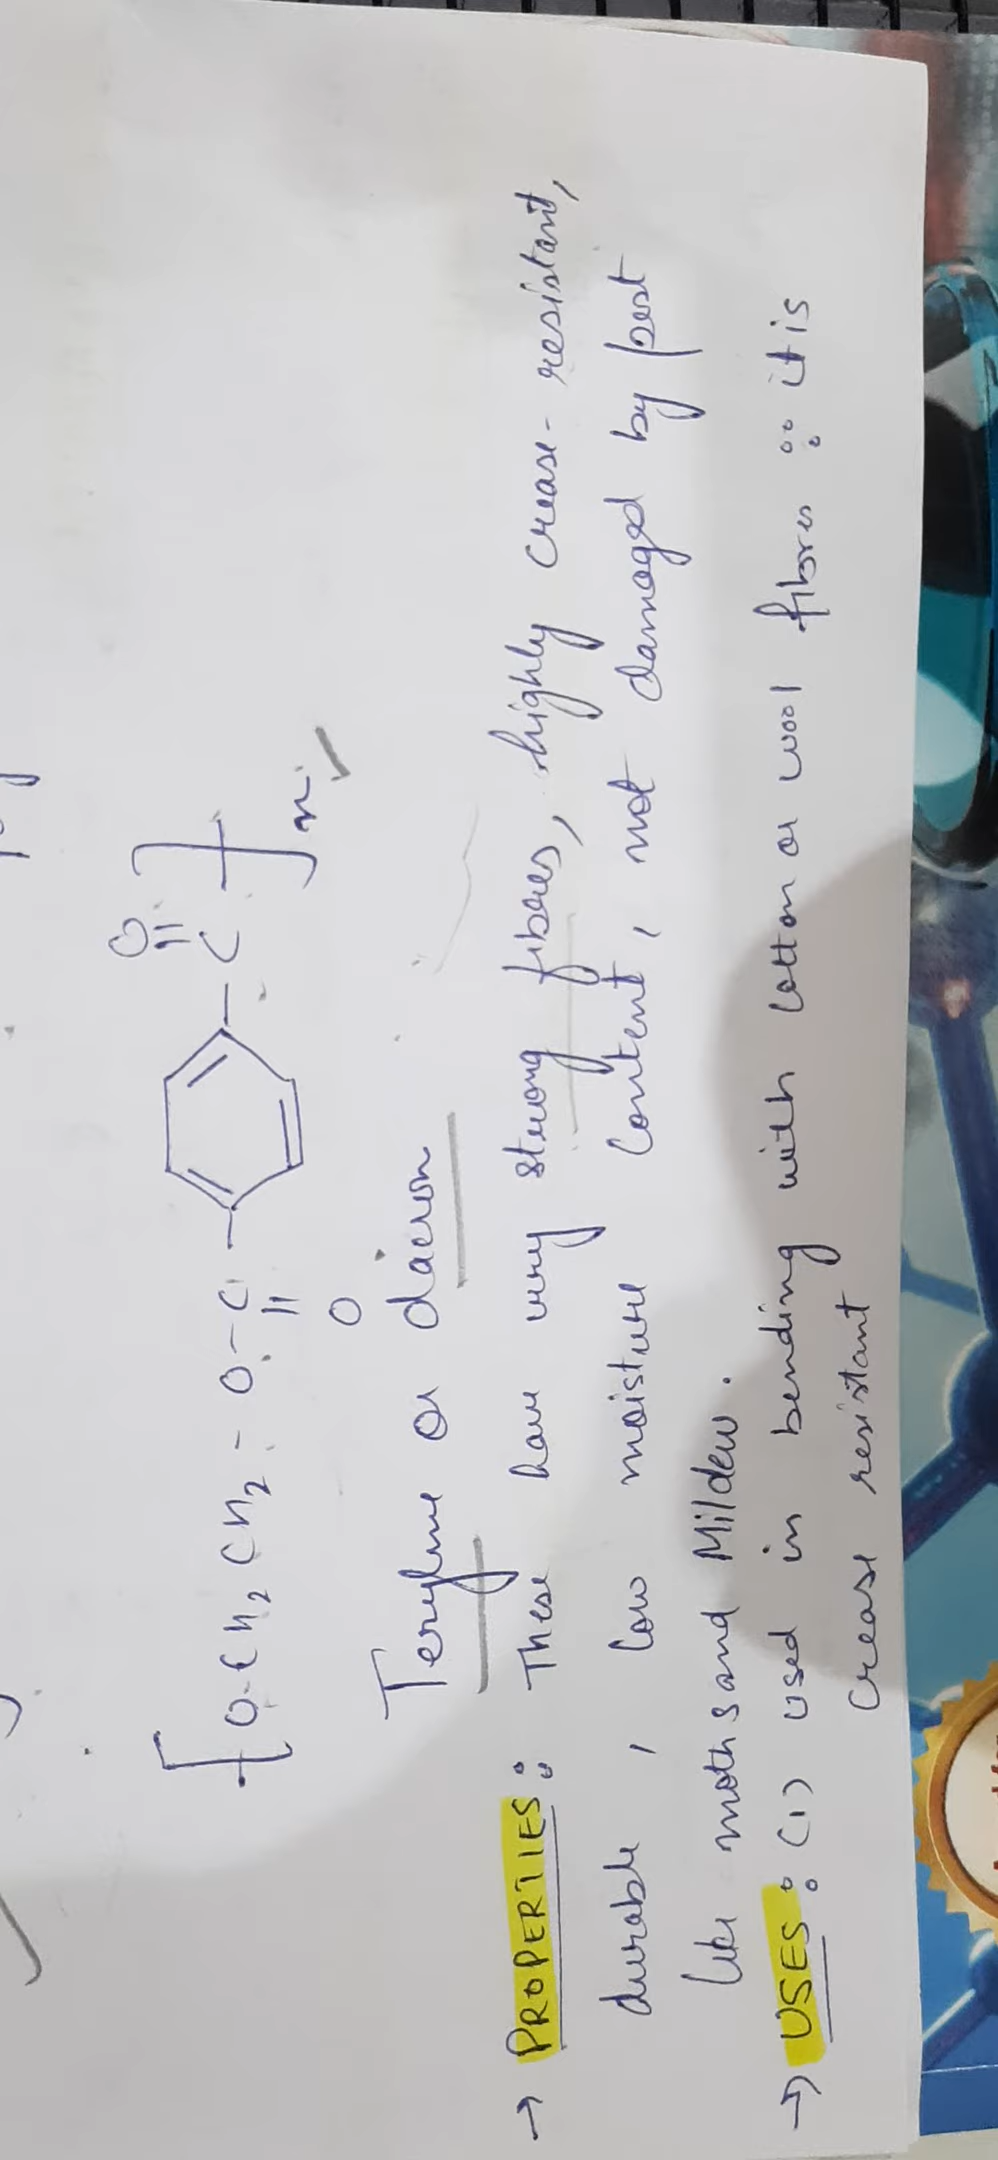 [O-CH2CH2-O-C-C]n
O
O
Terylene or dacron
→ PROPERTIES: These have very strong fibres, highly crease-resistant,
durable, low moisture content, not damaged by pest
like moths and Mildew.
→ USES: (1) used in bending with cotton or wool fibres ∵ it is
crease resistant